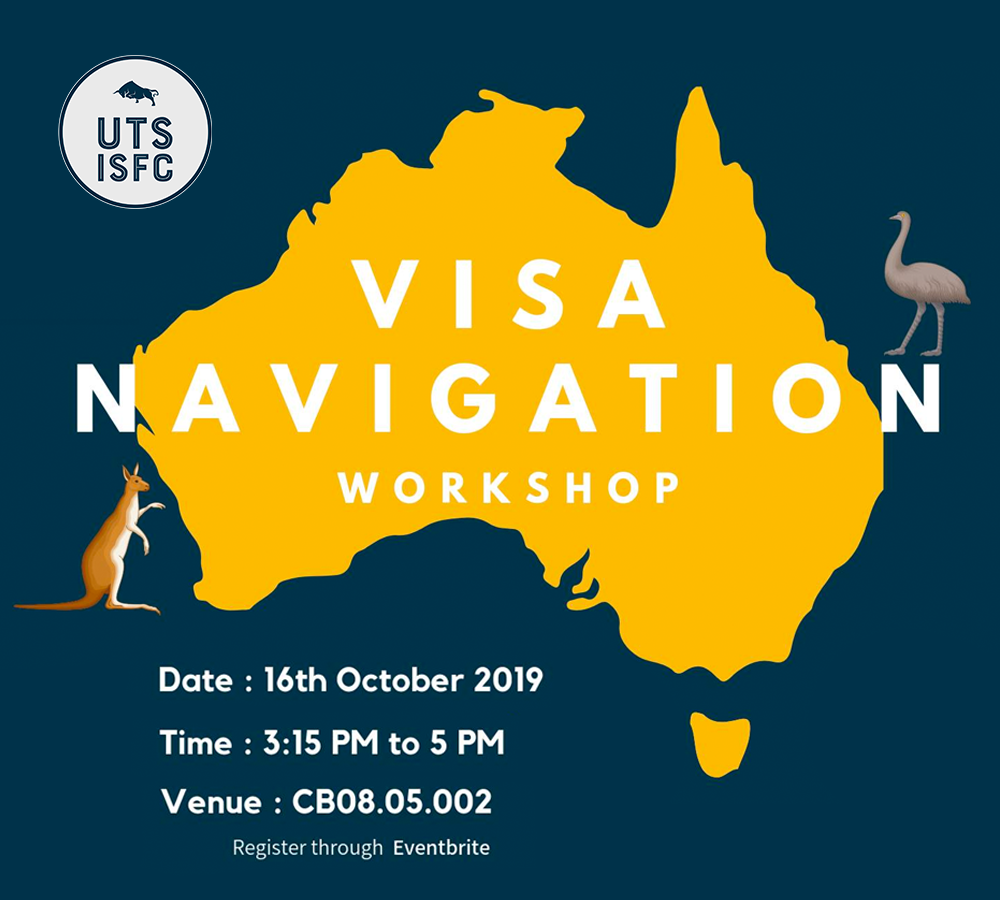 UTS
ISFC
VISA
NAVIGATION
WORKSHOP
Date : 16th October 2019
Time : 3:15 PM to 5 PM
Venue : CB08.05.002
Register through Eventbrite